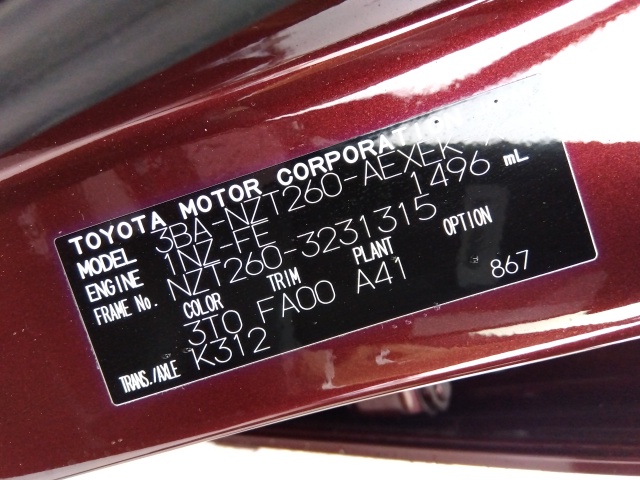 TOYOTA MOTOR CORPORATION
MODEL 3BA-NZT260-AEXEK
ENGINE 1NZ-FE 1496 mL
FRAME No. NZT260-3231315
COLOR TRIM PLANT OPTION
3T0 FA00 A41 867
TRANS./AXLE K312